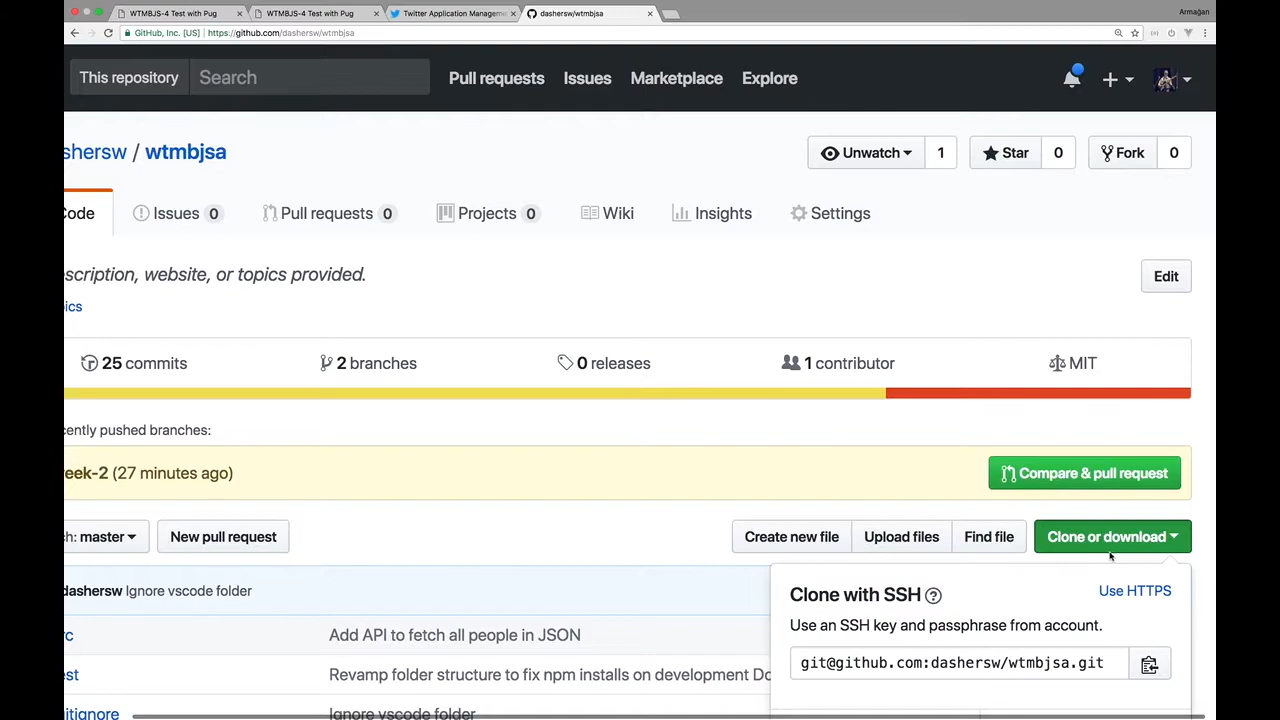 WTMBJS-4 Test with Pug
WTMBJS-4 Test with Pug
Twitter Application Manageme
dashersw/wtmbjsa
Armağan
GitHub, Inc. [US] | https://github.com/dashersw/wtmbjsa
This repository
Search
Pull requests
Issues
Marketplace
Explore
shersw / wtmbjsa
Unwatch
1
Star
0
Fork
0
Code
Issues 0
Pull requests 0
Projects 0
Wiki
Insights
Settings
scription, website, or topics provided.
Edit
ics
25 commits
2 branches
0 releases
1 contributor
MIT
cently pushed branches:
eek-2 (27 minutes ago)
Compare & pull request
h: master
New pull request
Create new file
Upload files
Find file
Clone or download
dashersw Ignore vscode folder
Clone with SSH
Use HTTPS
Use an SSH key and passphrase from account.
git@github.com:dashersw/wtmbjsa.git
rc
Add API to fetch all people in JSON
est
Revamp folder structure to fix npm installs on development Do
itignore
Ignore vscode folder